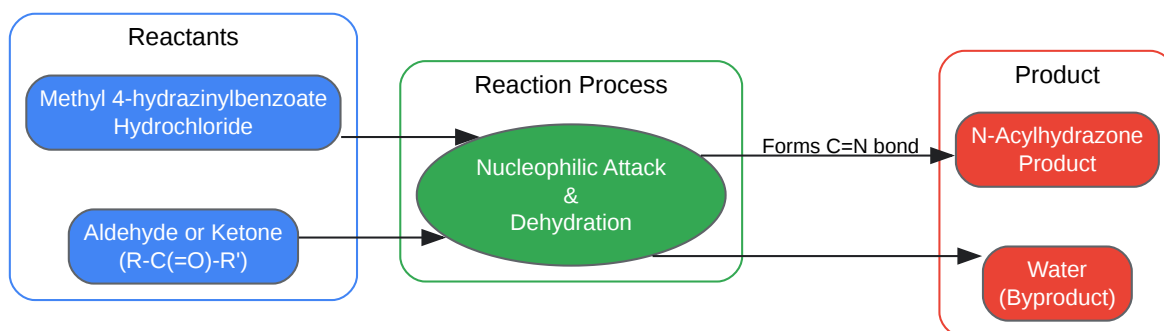 Reactants
Methyl 4-hydrazinylbenzoate
Hydrochloride
Aldehyde or Ketone
(R-C(=O)-R')
Reaction Process
Nucleophilic Attack
&
Dehydration
Forms C=N bond
Product
N-Acylhydrazone
Product
Water
(Byproduct)